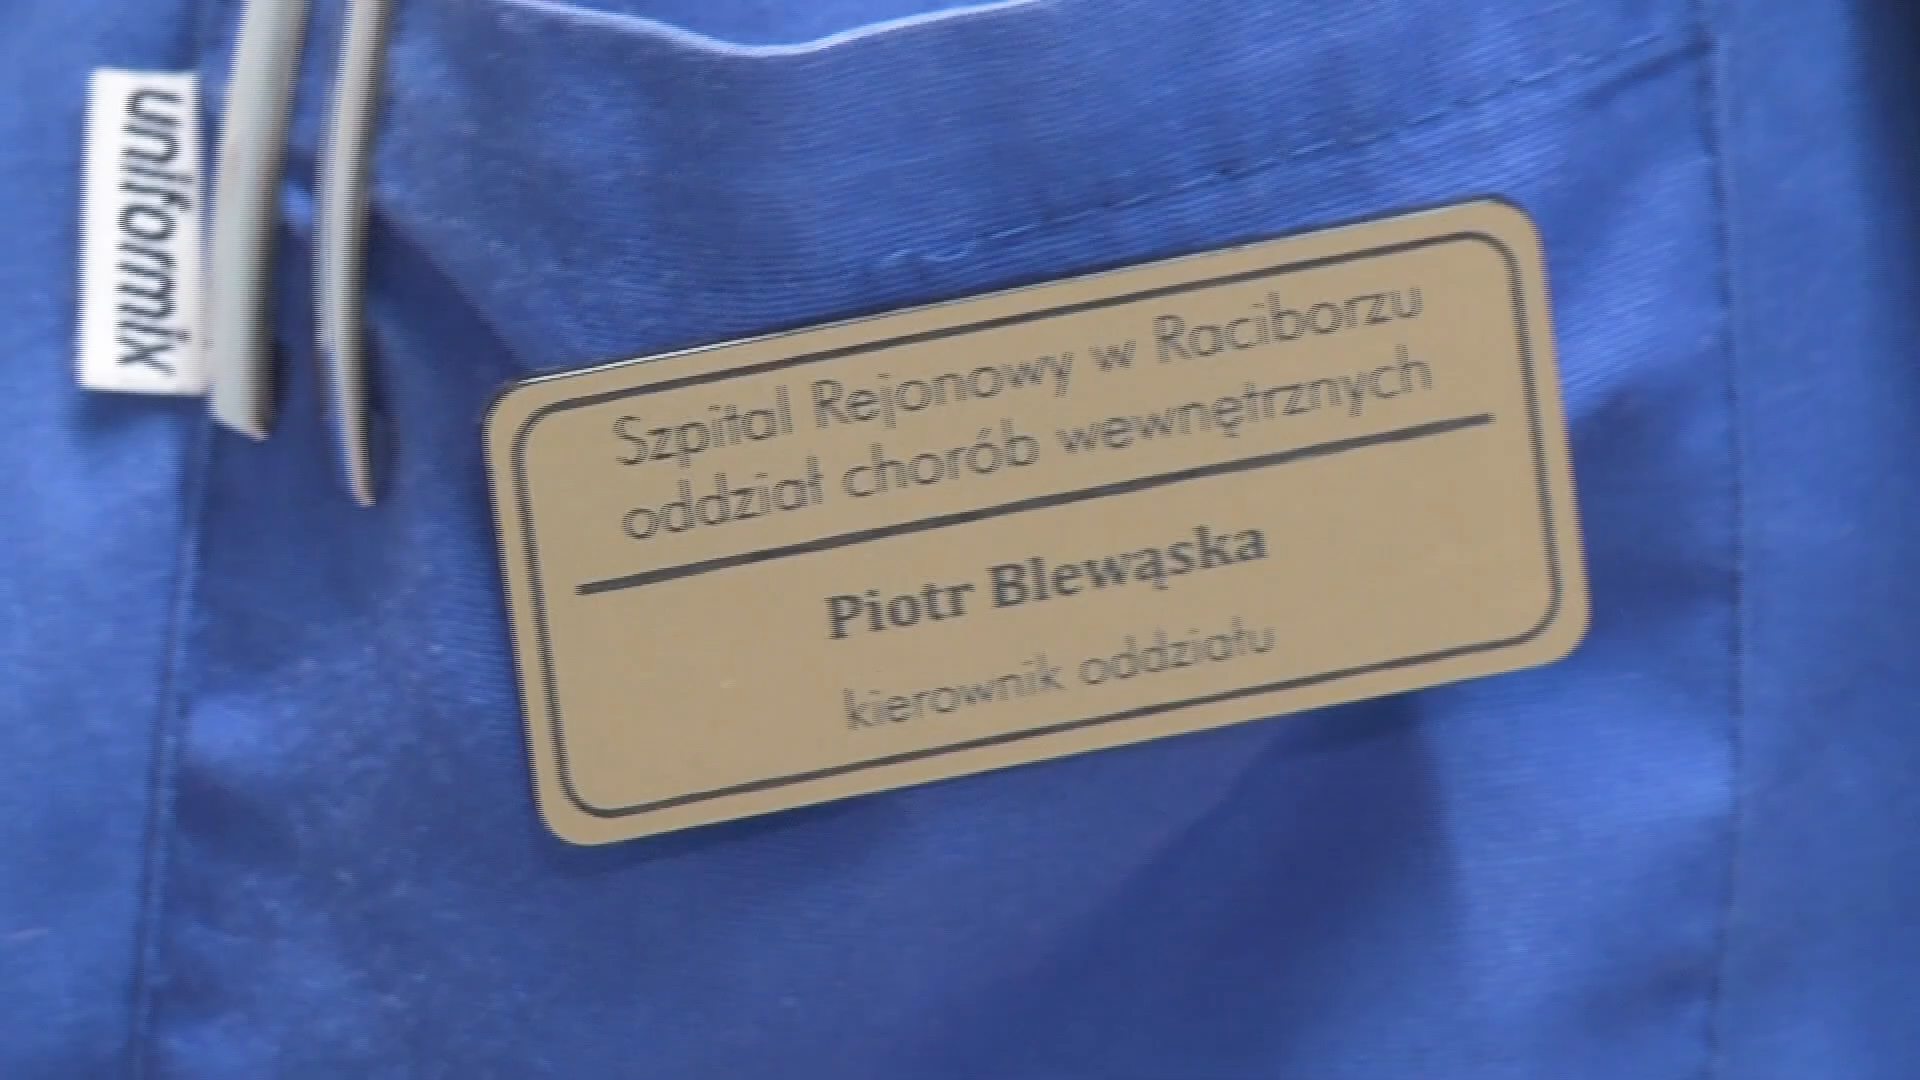 uniformix
Szpital Rejonowy w Raciborzu
oddział chorób wewnętrznych
Piotr Blewąska
kierownik oddziału